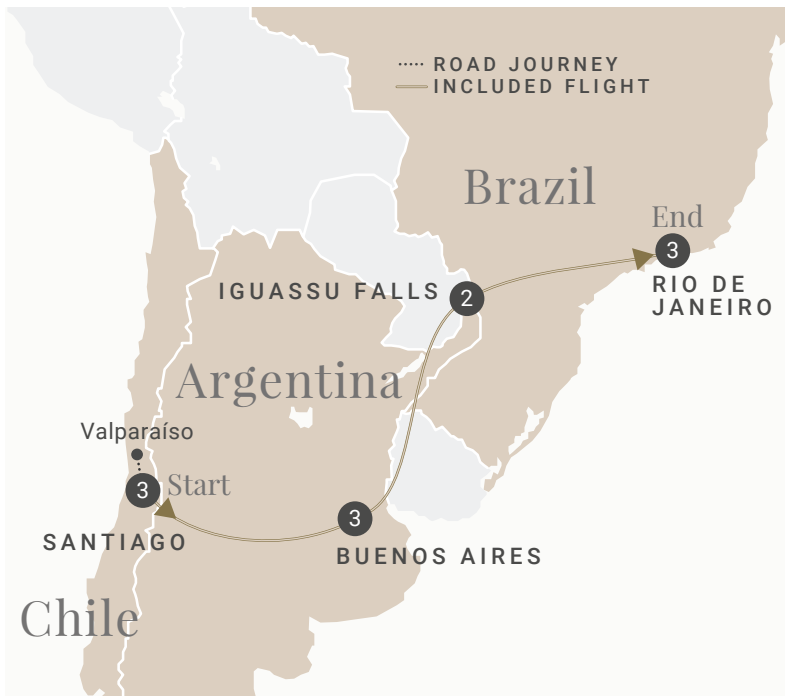 ROAD JOURNEY
INCLUDED FLIGHT
Brazil
End
3
RIO DE
JANEIRO
IGUASSU FALLS
2
Argentina
Valparaíso
3
Start
SANTIAGO
3
BUENOS AIRES
Chile